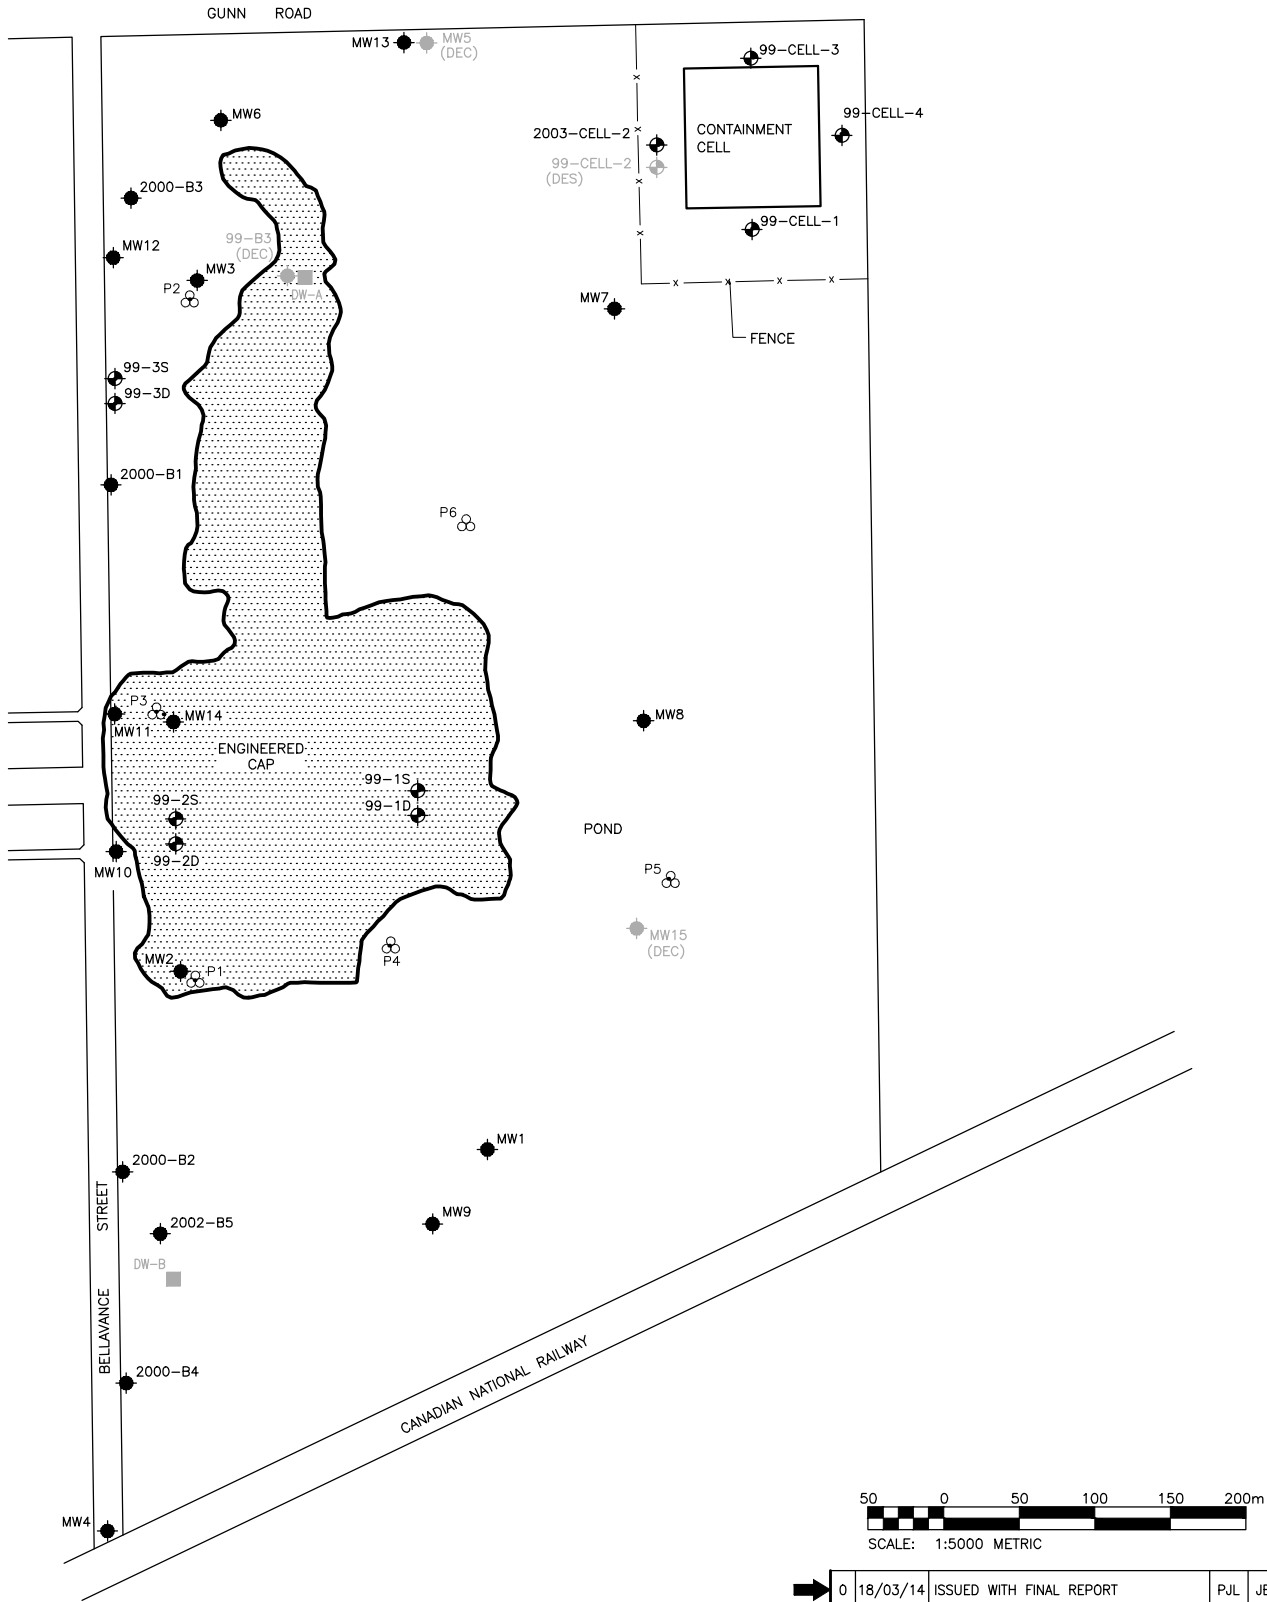 GUNN ROAD
MW13
MW5
(DEC)
99-CELL-3
MW6
99-CELL-4
2003-CELL-2
CONTAINMENT
CELL
99-CELL-2
(DES)
2000-B3
99-CELL-1
99-B3
(DEC)
MW12
MW3
P2
DW-A
MW7
FENCE
99-3S
99-3D
2000-B1
P6
P3
MW11
MW14
MW8
ENGINEERED
CAP
99-1S
99-2S
99-1D
POND
99-2D
MW10
P5
MW15
(DEC)
MW2
P1
P4
MW1
2000-B2
BELLAVANCE STREET
MW9
2002-B5
DW-B
2000-B4
CANADIAN NATIONAL RAILWAY
MW4
50 0 50 100 150 200m
SCALE: 1:5000 METRIC
0 18/03/14 ISSUED WITH FINAL REPORT PJL
x x x x x x x x